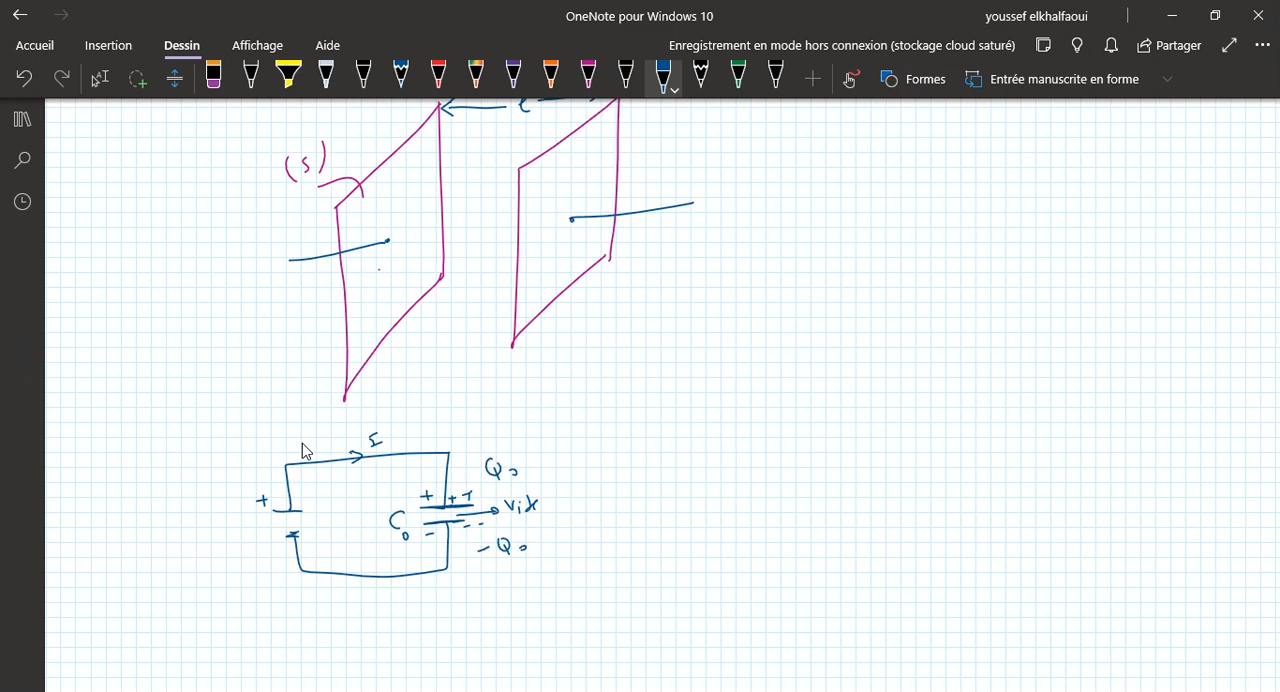 OneNote pour Windows 10
youssef elkhalfaoui
Accueil
Insertion
Dessin
Affichage
Aide
Enregistrement en mode hors connexion (stockage cloud saturé)
Partager
Formes
Entrée manuscrite en forme
(s)
I
Q0
+
+ + +
C0
- - -
- Q0